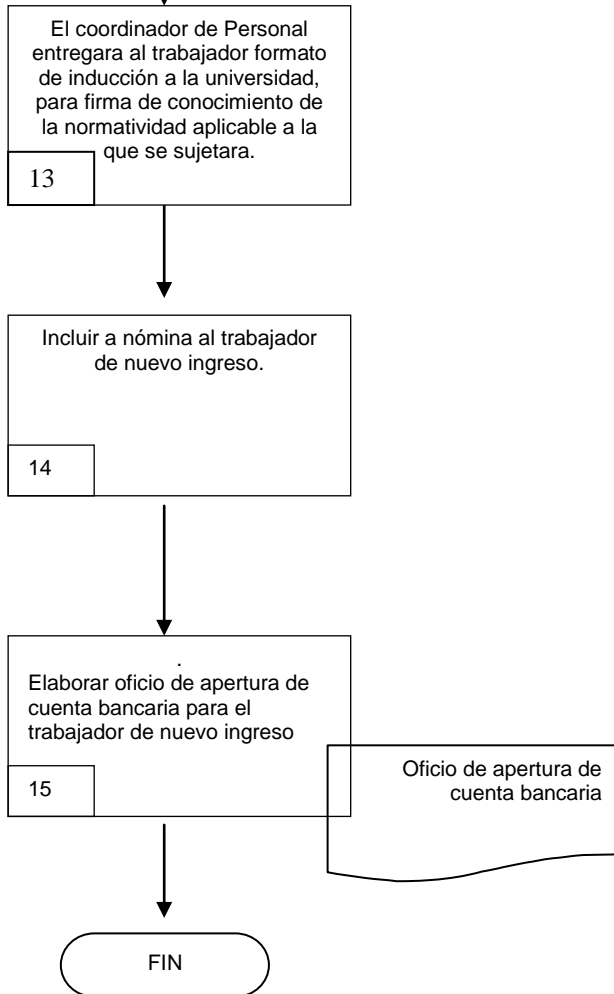 El coordinador de Personal
entregara al trabajador formato
de inducción a la universidad,
para firma de conocimiento de
la normatividad aplicable a la
que se sujetara.
13
Incluir a nómina al trabajador
de nuevo ingreso.
14
.
Elaborar oficio de apertura de
cuenta bancaria para el
trabajador de nuevo ingreso
15
Oficio de apertura de
cuenta bancaria
FIN